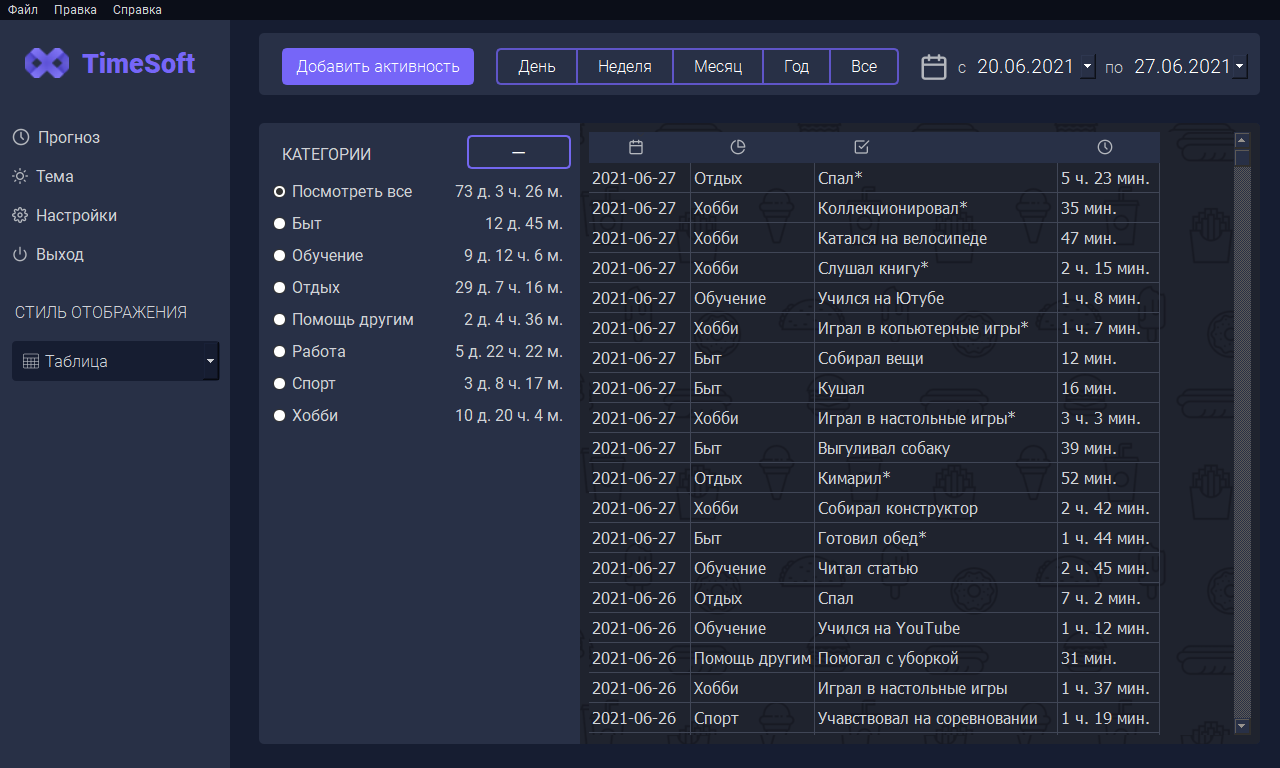 Файл Правка Справка
TimeSoft
Добавить активность День Неделя Месяц Год Все с 20.06.2021 по 27.06.2021
Прогноз
Тема
Настройки
Выход
СТИЛЬ ОТОБРАЖЕНИЯ
Таблица
КАТЕГОРИИ —
Посмотреть все 73 д. 3 ч. 26 м.
Быт 12 д. 45 м.
Обучение 9 д. 12 ч. 6 м.
Отдых 29 д. 7 ч. 16 м.
Помощь другим 2 д. 4 ч. 36 м.
Работа 5 д. 22 ч. 22 м.
Спорт 3 д. 8 ч. 17 м.
Хобби 10 д. 20 ч. 4 м.
2021-06-27 Отдых Спал* 5 ч. 23 мин.
2021-06-27 Хобби Коллекционировал* 35 мин.
2021-06-27 Хобби Катался на велосипеде 47 мин.
2021-06-27 Хобби Слушал книгу* 2 ч. 15 мин.
2021-06-27 Обучение Учился на Ютубе 1 ч. 8 мин.
2021-06-27 Хобби Играл в копьютерные игры* 1 ч. 7 мин.
2021-06-27 Быт Собирал вещи 12 мин.
2021-06-27 Быт Кушал 16 мин.
2021-06-27 Хобби Играл в настольные игры* 3 ч. 3 мин.
2021-06-27 Быт Выгуливал собаку 39 мин.
2021-06-27 Отдых Кимарил* 52 мин.
2021-06-27 Хобби Собирал конструктор 2 ч. 42 мин.
2021-06-27 Быт Готовил обед* 1 ч. 44 мин.
2021-06-27 Обучение Читал статью 2 ч. 45 мин.
2021-06-26 Отдых Спал 7 ч. 2 мин.
2021-06-26 Обучение Учился на YouTube 1 ч. 12 мин.
2021-06-26 Помощь другим Помогал с уборкой 31 мин.
2021-06-26 Хобби Играл в настольные игры 1 ч. 37 мин.
2021-06-26 Спорт Учавствовал на соревновании 1 ч. 19 мин.